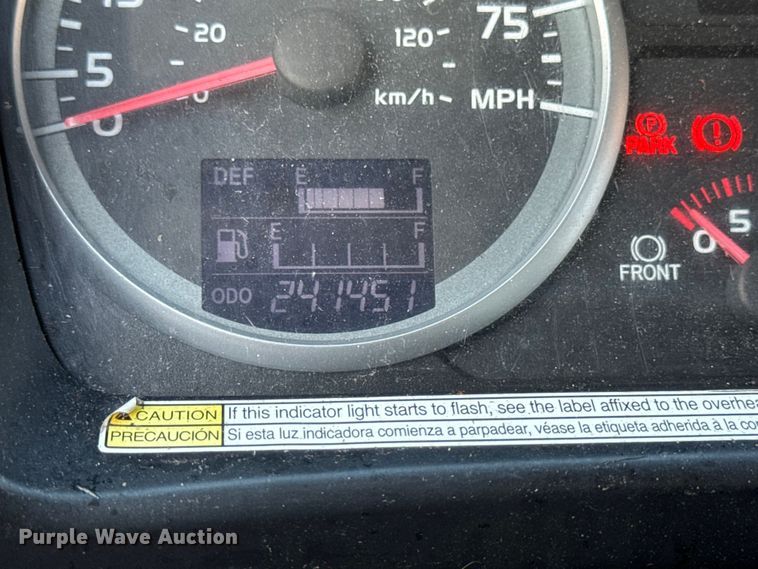 15
75
20
120
5
0
km/h
MPH
PARK
DEF E F
5
0
E F
FRONT
ODO 241451
CAUTION If this indicator light starts to flash, see the label affixed to the
PRECAUCIÓN Si esta luz indicadora comienza a parpadear, véase la etiqueta adherida à la
Purple Wave Auction